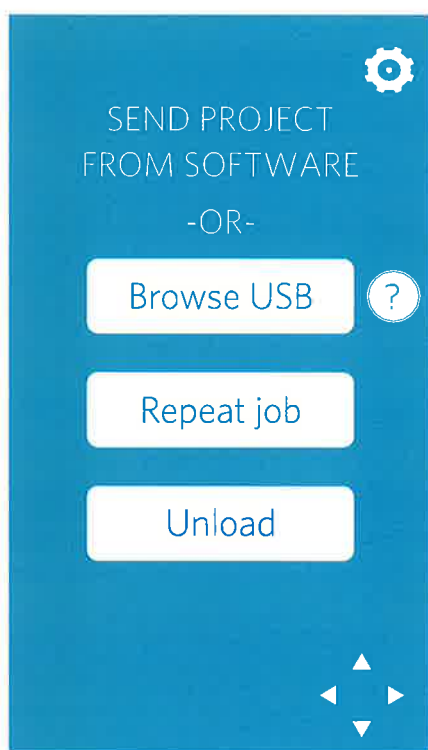 SEND PROJECT
FROM SOFTWARE
-OR-
Browse USB
?
Repeat job
Unload